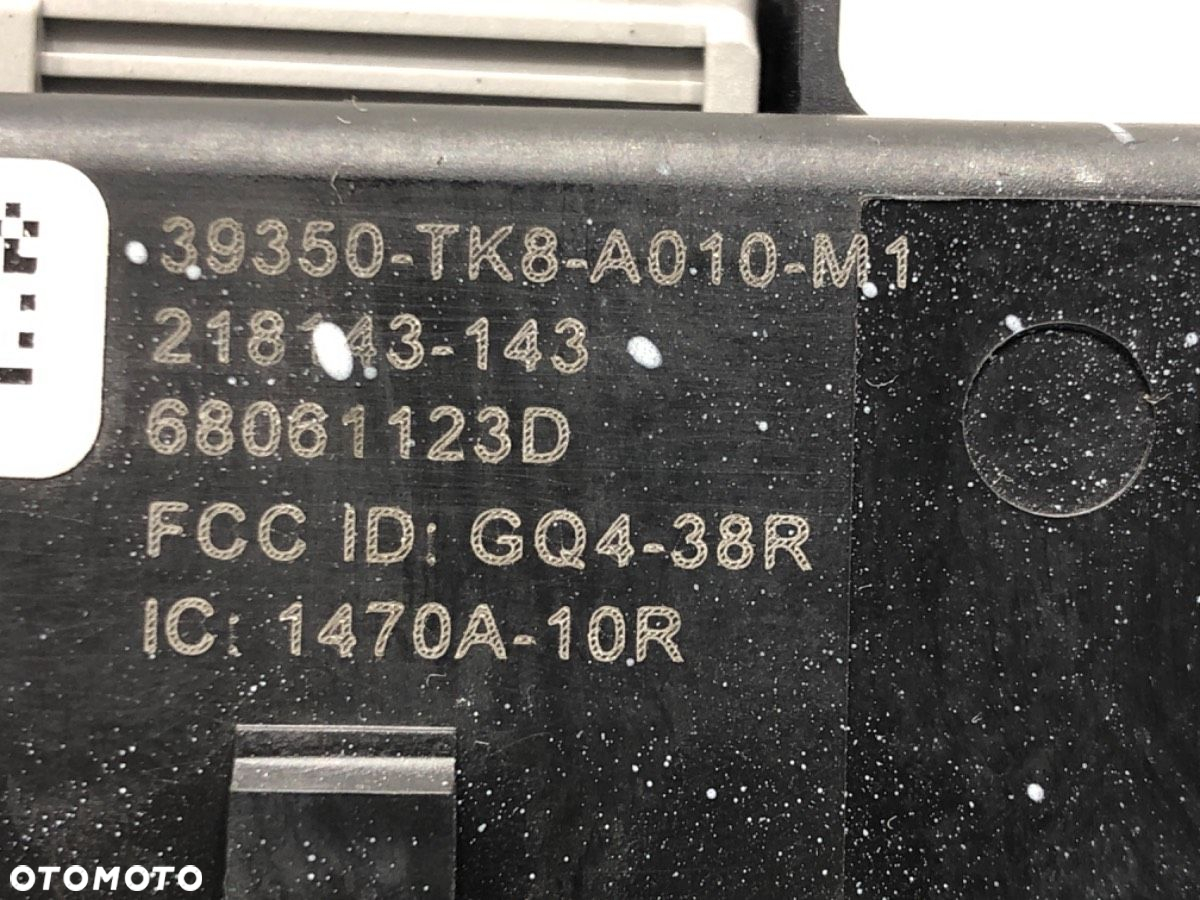 39350-TK8-A010-M1
218143-143
68061123D
FCC ID: GQ4-38R
IC: 1470A-10R
OTOMOTO